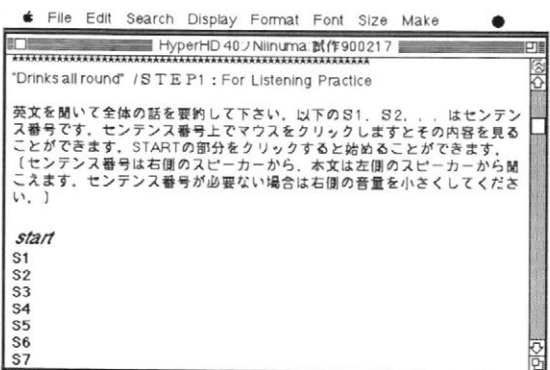 File Edit Search Display Format Font Size Make
HyperHD 40ノNiinuma:試作900217
**********************************************************
"Drinks all round" /STEP1 : For Listening Practice
英文を聞いて全体の話を要約して下さい．以下のS1．S2．．．はセンテン
ス番号です．センテンス番号上でマウスをクリックしますとその内容を見る
ことができます．STARTの部分をクリックすると始めることができます．
〔センテンス番号は右側のスピーカーから．本文は左側のスピーカーから聞
こえます．センテンス番号が必要ない場合は右側の音量を小さくしてくださ
い．〕
start
S1
S2
S3
S4
S5
S6
S7